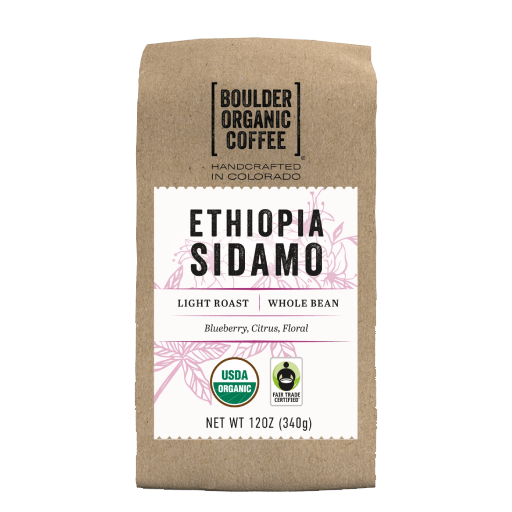 BOULDER
ORGANIC
COFFEE
®
HANDCRAFTED
IN COLORADO
ETHIOPIA
SIDAMO
LIGHT ROAST | WHOLE BEAN
Blueberry, Citrus, Floral
USDA
ORGANIC
FAIR TRADE
CERTIFIED
NET WT 12OZ (340g)